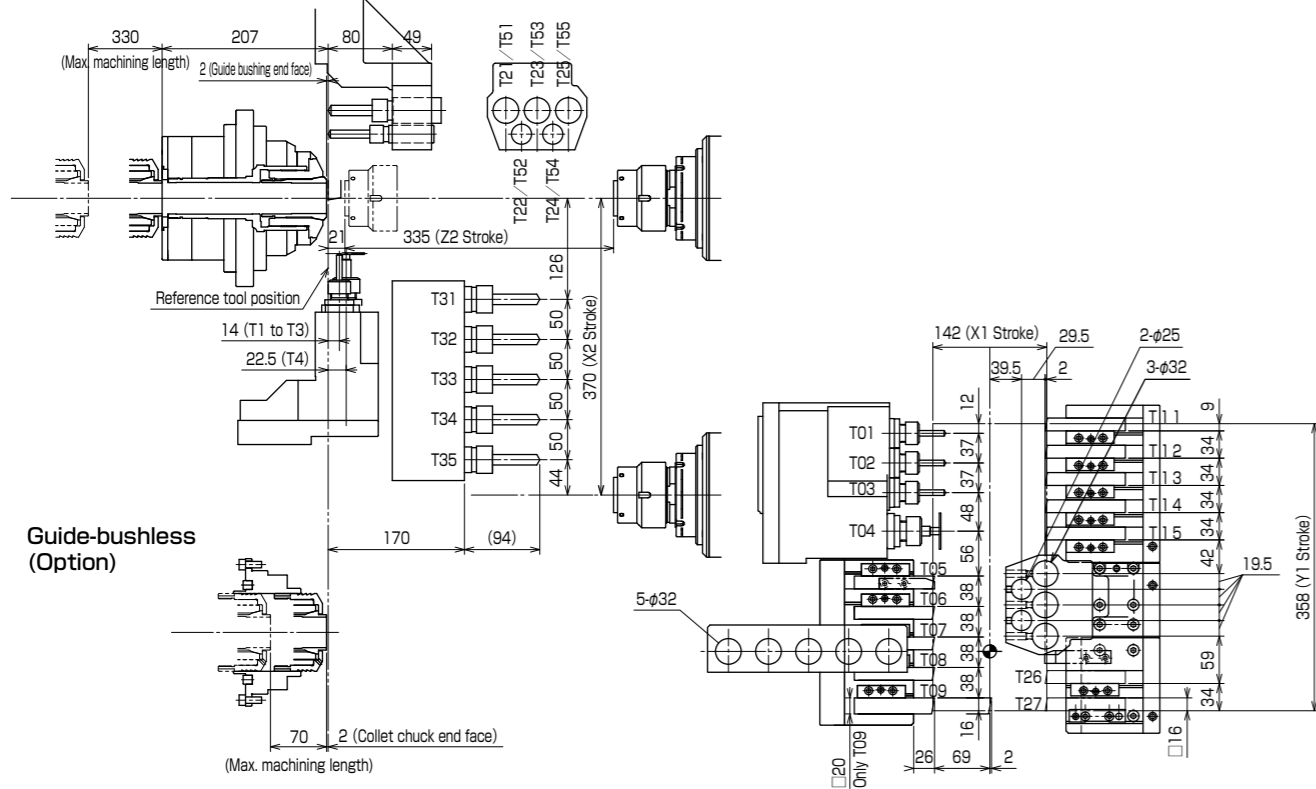 330
207
80
49
(Max. machining length)
2 (Guide bushing end face)
T21/T51
T23/T53
T25/T55
T22/T52
T24/T54
21
335 (Z2 Stroke)
Reference tool position
14 (T1 to T3)
22.5 (T4)
T31
T32
T33
T34
T35
126
50
50
50
50
44
370 (X2 Stroke)
170
(94)
Guide-bushless
(Option)
70
2 (Collet chuck end face)
(Max. machining length)
142 (X1 Stroke)
29.5
2-φ25
39.5
2
3-φ32
T01
T02
T03
T04
T05
T06
T07
T08
T09
12
37
37
48
56
38
38
38
38
16
5-φ32
□20
Only T09
26
69
2
T11
T12
T13
T14
T15
T26
T27
9
34
34
34
34
42
19.5
59
34
□16
358 (Y1 Stroke)